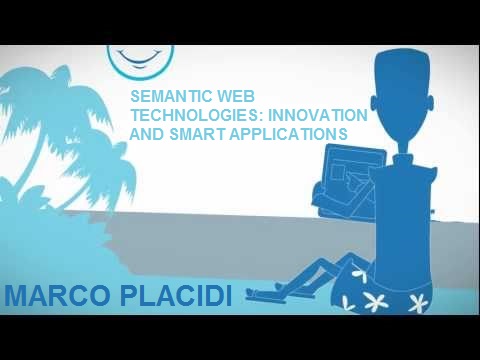 SEMANTIC WEB
TECHNOLOGIES: INNOVATION
AND SMART APPLICATIONS
MARCO PLACIDI